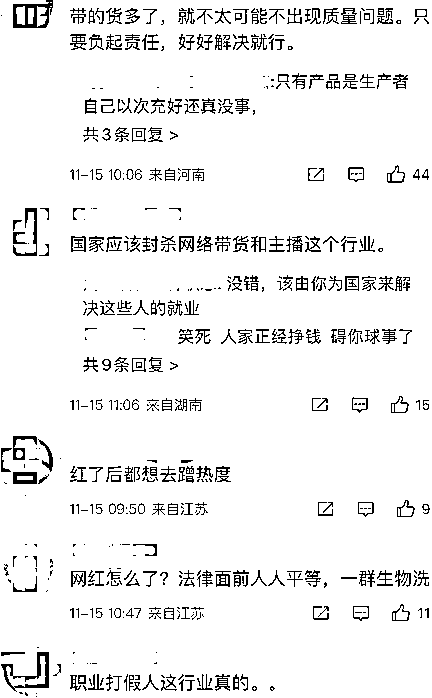 带的货多了，就不太可能不出现质量问题。只
要负起责任，好好解决就行。
:只有产品是生产者
自己以次充好还真没事，
共3条回复 >
11-15 10:06 来自河南 44
国家应该封杀网络带货和主播这个行业。
没错，该由你为国家来解
决这些人的就业
笑死 人家正经挣钱 碍你球事了
共9条回复 >
11-15 11:06 来自湖南 15
红了后都想去蹭热度
11-15 09:50 来自江苏 9
网红怎么了？法律面前人人平等，一群生物洗
11-15 10:47 来自江苏 11
职业打假人这行业真的。。